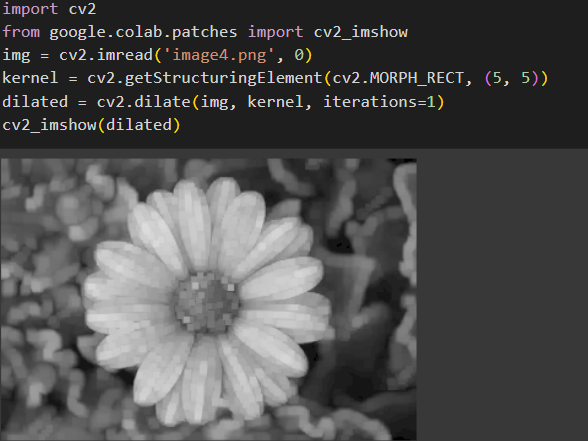 import cv2
from google.colab.patches import cv2_imshow
img = cv2.imread('image4.png', 0)
kernel = cv2.getStructuringElement(cv2.MORPH_RECT, (5, 5))
dilated = cv2.dilate(img, kernel, iterations=1)
cv2_imshow(dilated)